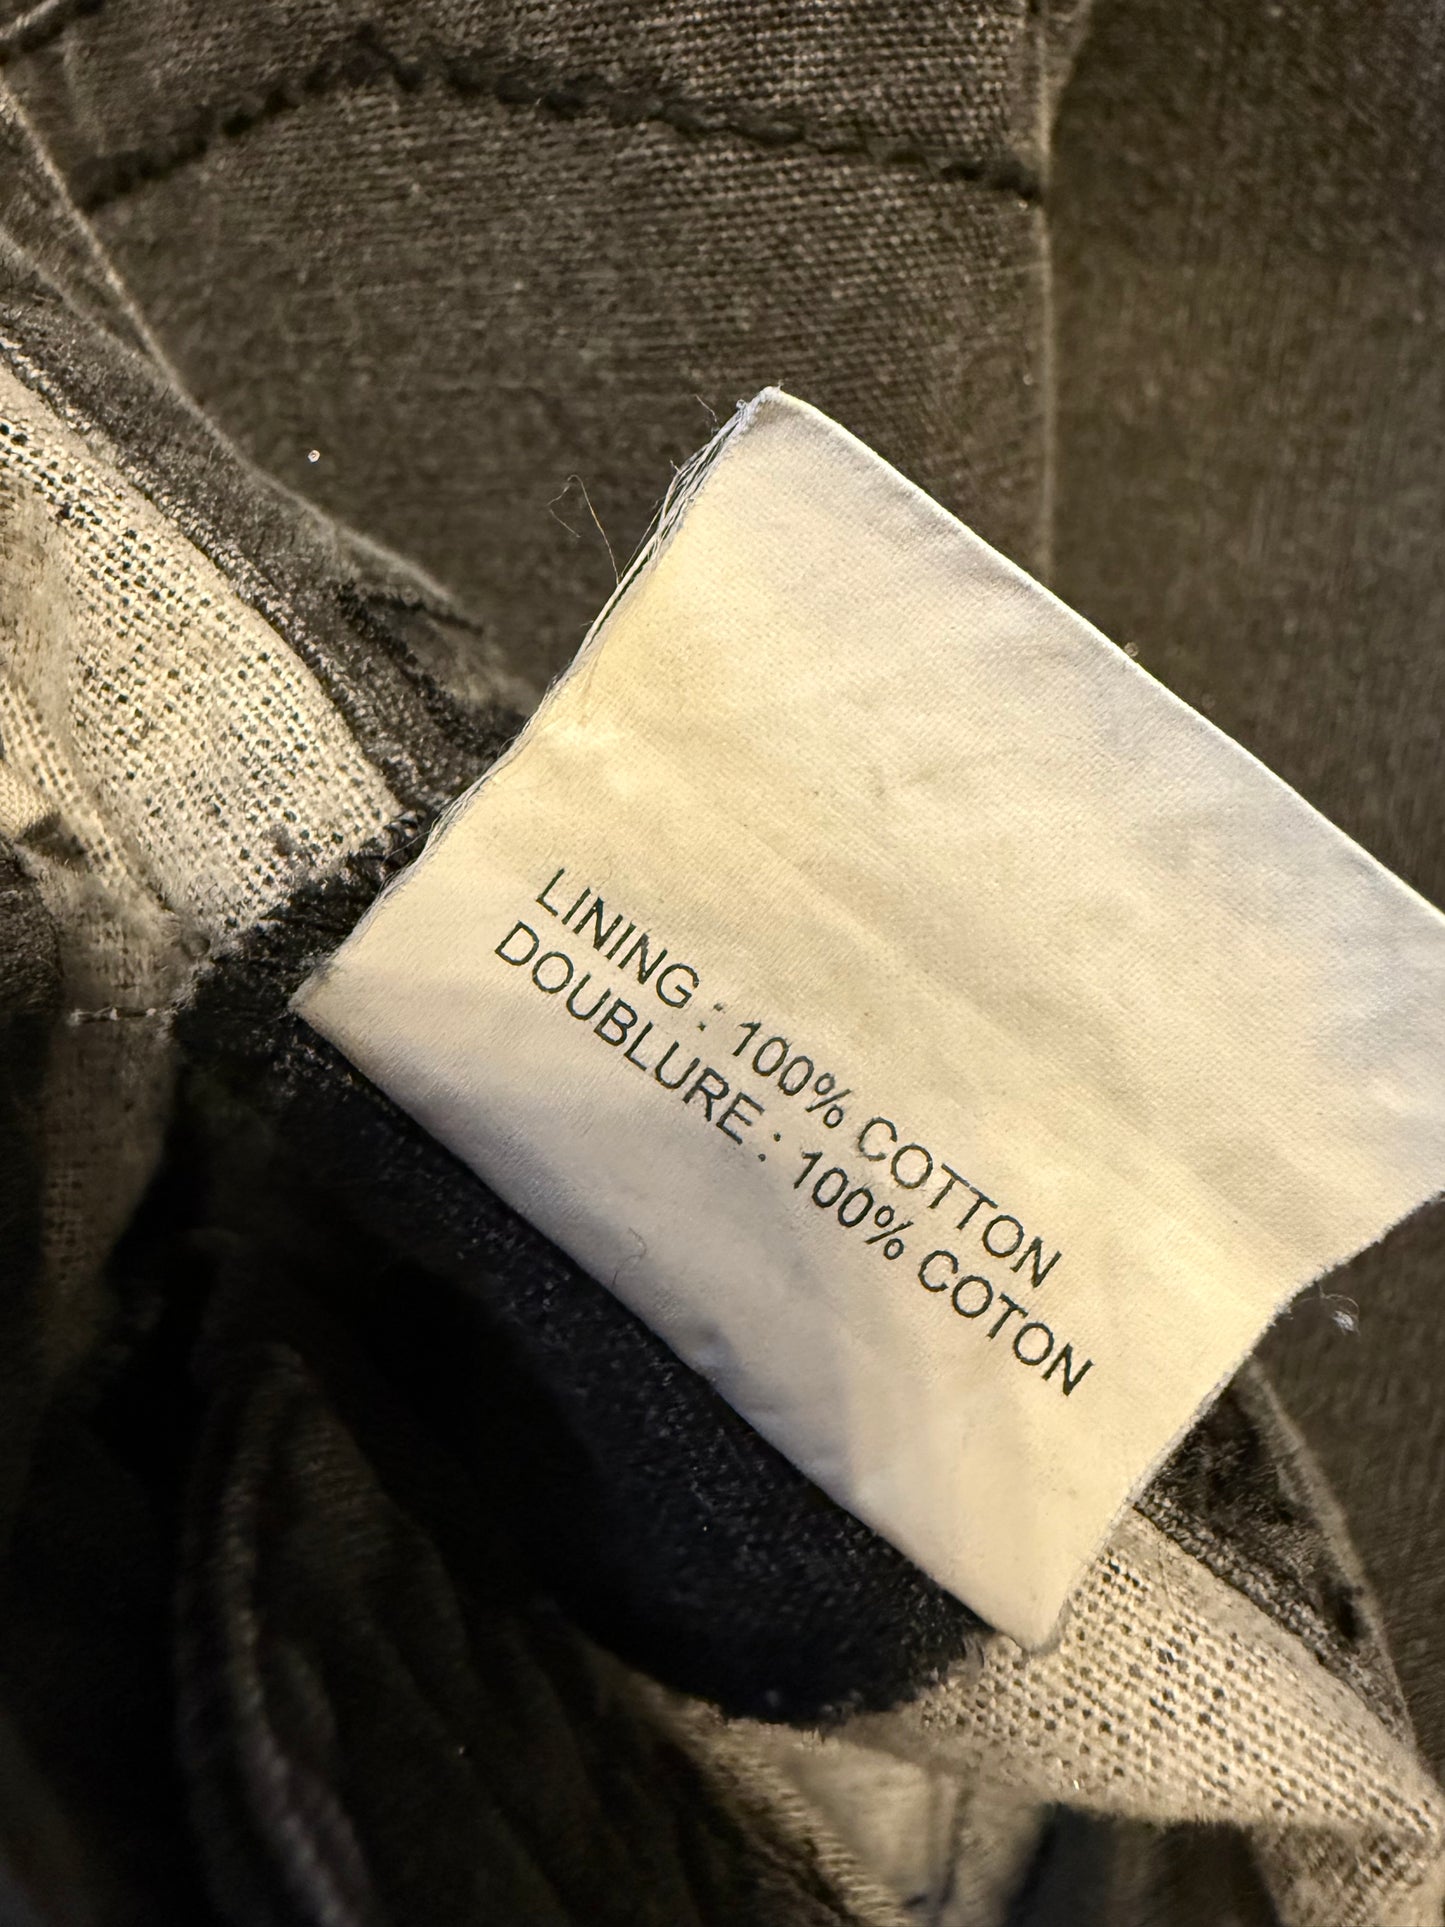 LINING : 100% COTTON
DOUBLURE : 100% COTON